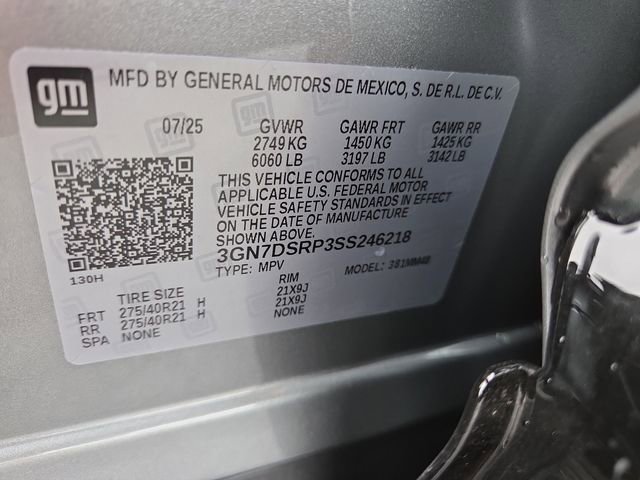 gm
MFD BY GENERAL MOTORS DE MEXICO, S. DE R.L. DE C.V.
07/25 GVWR GAWR FRT GAWR RR
2749 KG 1450 KG 1425 KG
6060 LB 3197 LB 3142 LB
THIS VEHICLE CONFORMS TO ALL
APPLICABLE U.S. FEDERAL MOTOR
VEHICLE SAFETY STANDARDS IN EFFECT
ON THE DATE OF MANUFACTURE
SHOWN ABOVE.
3GN7DSRP3SS246218
TYPE: MPV MODEL: 381MM48
130H
TIRE SIZE RIM
FRT 275/40R21 H 21X9J
RR 275/40R21 H 21X9J
SPA NONE NONE